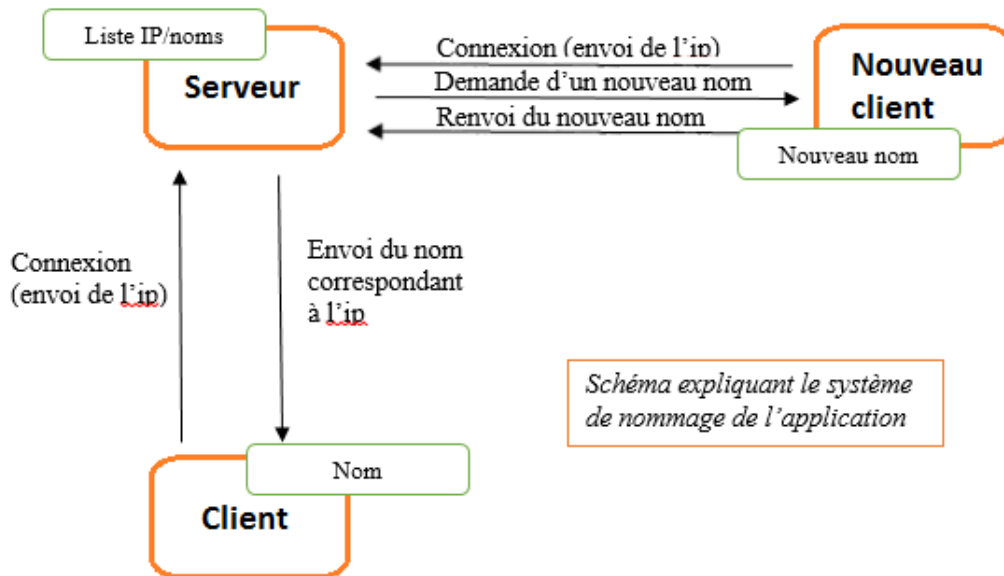 Liste IP/noms
Serveur
Connexion (envoi de l'ip)
Demande d'un nouveau nom
Renvoi du nouveau nom
Nouveau
client
Nouveau nom
Connexion
(envoi de l'ip)
Envoi du nom
correspondant
à l'ip
Schéma expliquant le système
de nommage de l'application
Nom
Client